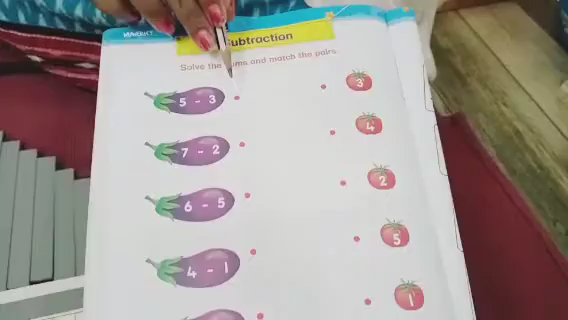 MAVERICK
Subtraction
Solve the sums and match the pairs.
5 - 3
3
7 - 2
4
6 - 5
2
4 - 1
5
1